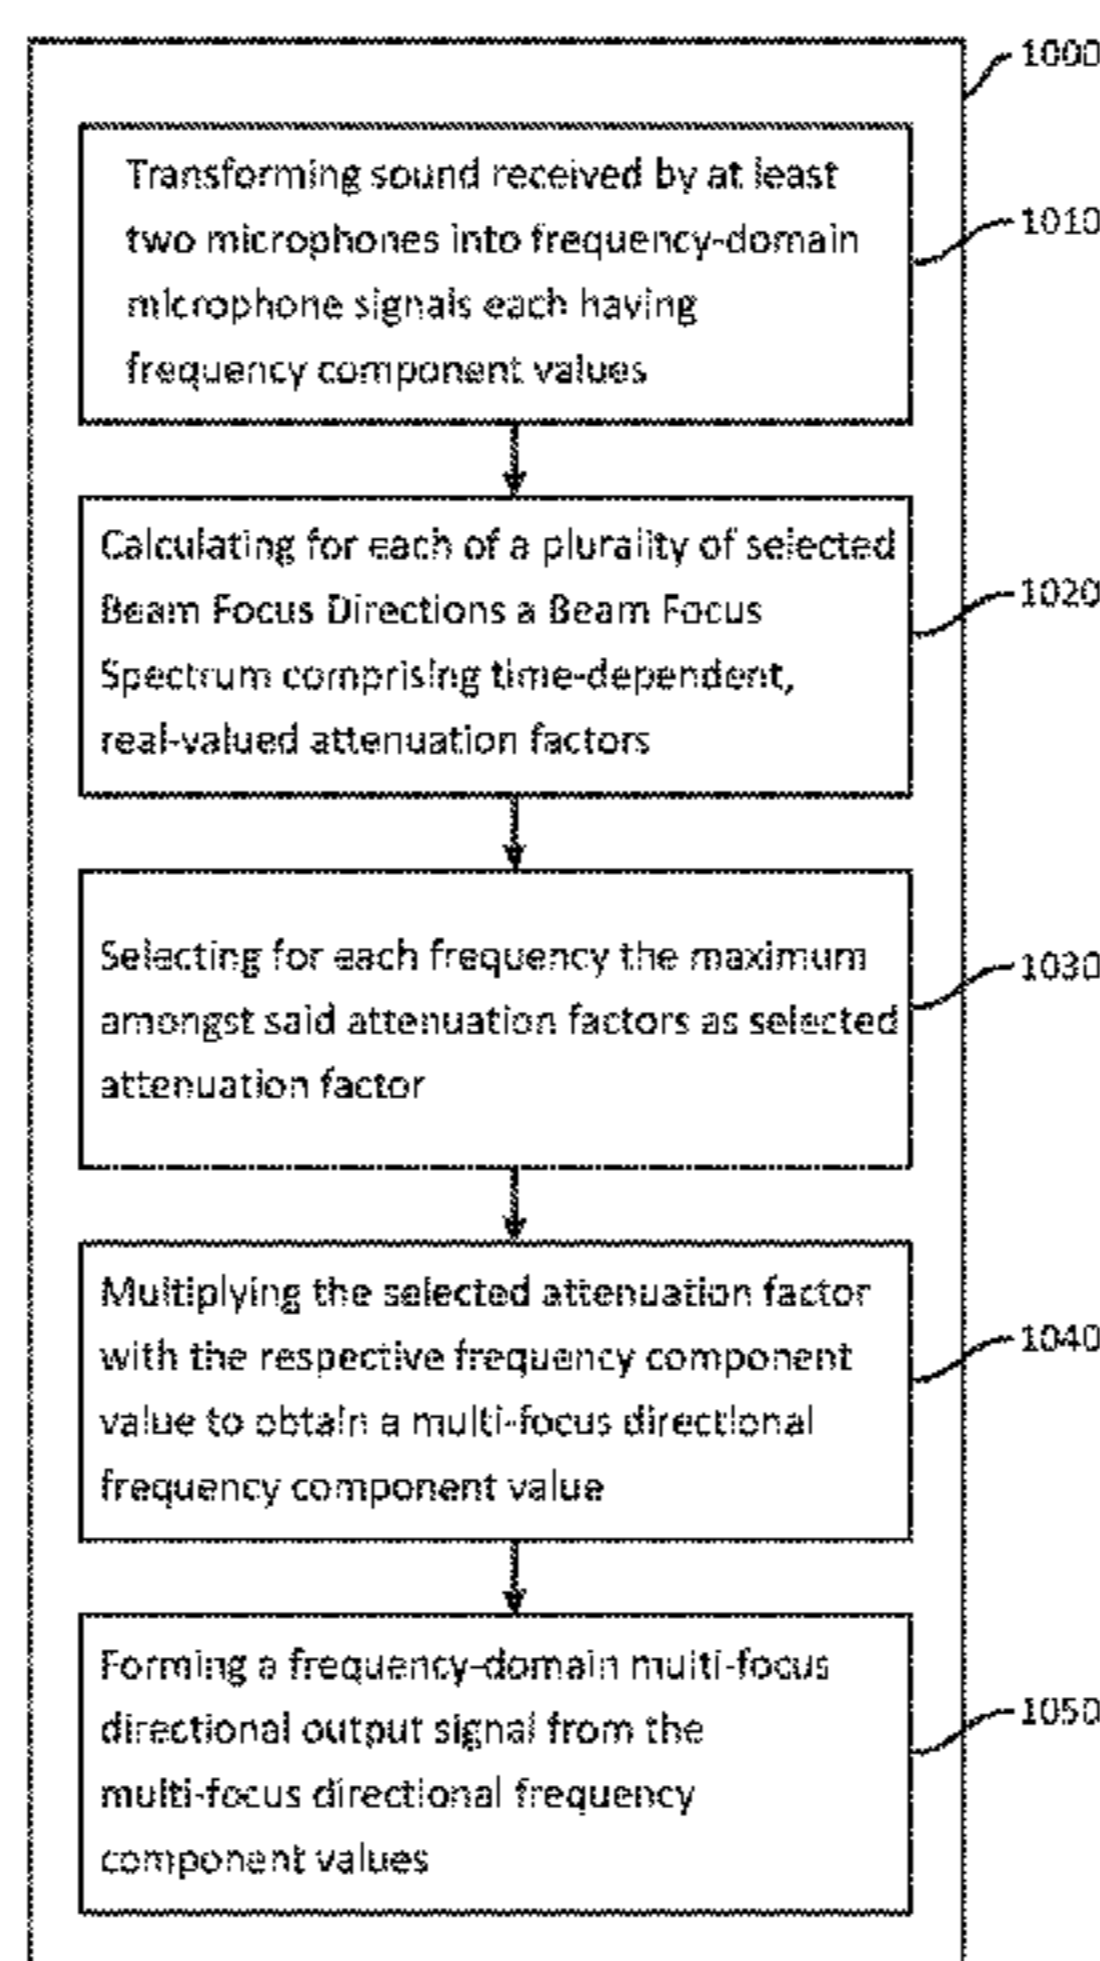 1000
Transforming sound received by at least
two microphones into frequency-domain
microphone signals each having
frequency component values
1010
Calculating for each of a plurality of selected
Beam Focus Directions a Beam Focus
Spectrum comprising time-dependent,
real-valued attenuation factors
1020
Selecting for each frequency the maximum
amongst said attenuation factors as selected
attenuation factor
1030
Multiplying the selected attenuation factor
with the respective frequency component
value to obtain a multi-focus directional
frequency component value
1040
Forming a frequency-domain multi-focus
directional output signal from the
multi-focus directional frequency
component values
1050